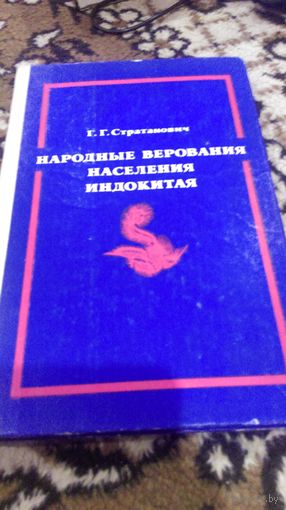 Г. Г. Стратанович
НАРОДНЫЕ ВЕРОВАНИЯ
НАСЕЛЕНИЯ
ИНДОКИТАЯ